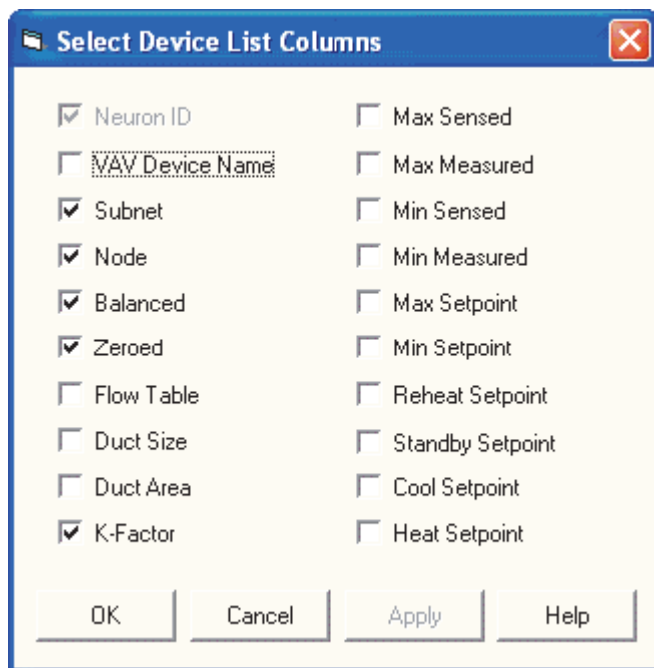 Select Device List Columns
Neuron ID
VAV Device Name
Subnet
Node
Balanced
Zeroed
Flow Table
Duct Size
Duct Area
K-Factor
Max Sensed
Max Measured
Min Sensed
Min Measured
Max Setpoint
Min Setpoint
Reheat Setpoint
Standby Setpoint
Cool Setpoint
Heat Setpoint
OK Cancel Apply Help